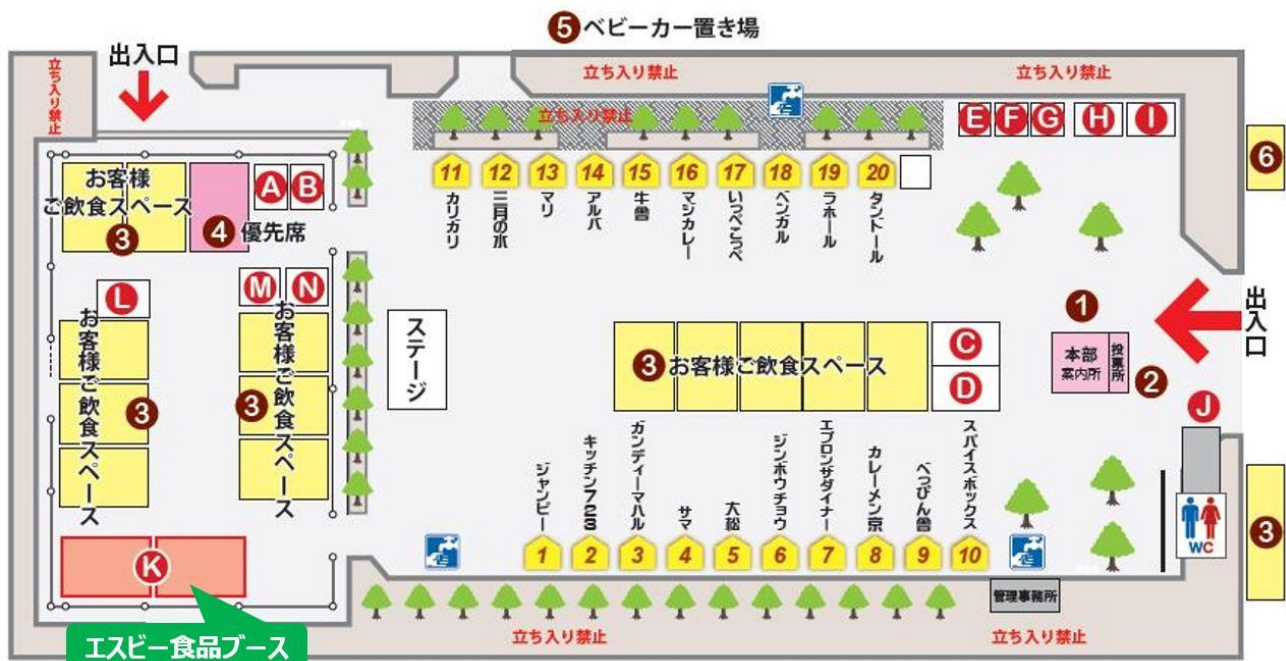 5 ベビーカー置き場
出入口
立ち入り禁止
立ち入り禁止
立ち入り禁止
立ち入り禁止
E F G H I
6
お客様
ご飲食スペース
3
4 優先席
A B
11 カリガリ
12 三月の水
13 マリ
14 アルバ
15 牛舎
16 マジカレー
17 いっぺこっぺ
18 ベンガル
19 ラホール
20 タンドール
L
M N
お客様ご飲食スペース
3
お客様ご飲食スペース
3
ステージ
3 お客様ご飲食スペース
C
D
1
本部
案内所
投票所
2
出入口
J
WC
3
ジャンピー 1
キッチン723 2
ガンディーマハル 3
サマ 4
大松 5
ジンボウチョウ 6
エプロンザダイナー 7
カレーメン京 8
べっぴん舎 9
スパイスボックス 10
K
管理事務所
エスビー食品ブース
立ち入り禁止
立ち入り禁止